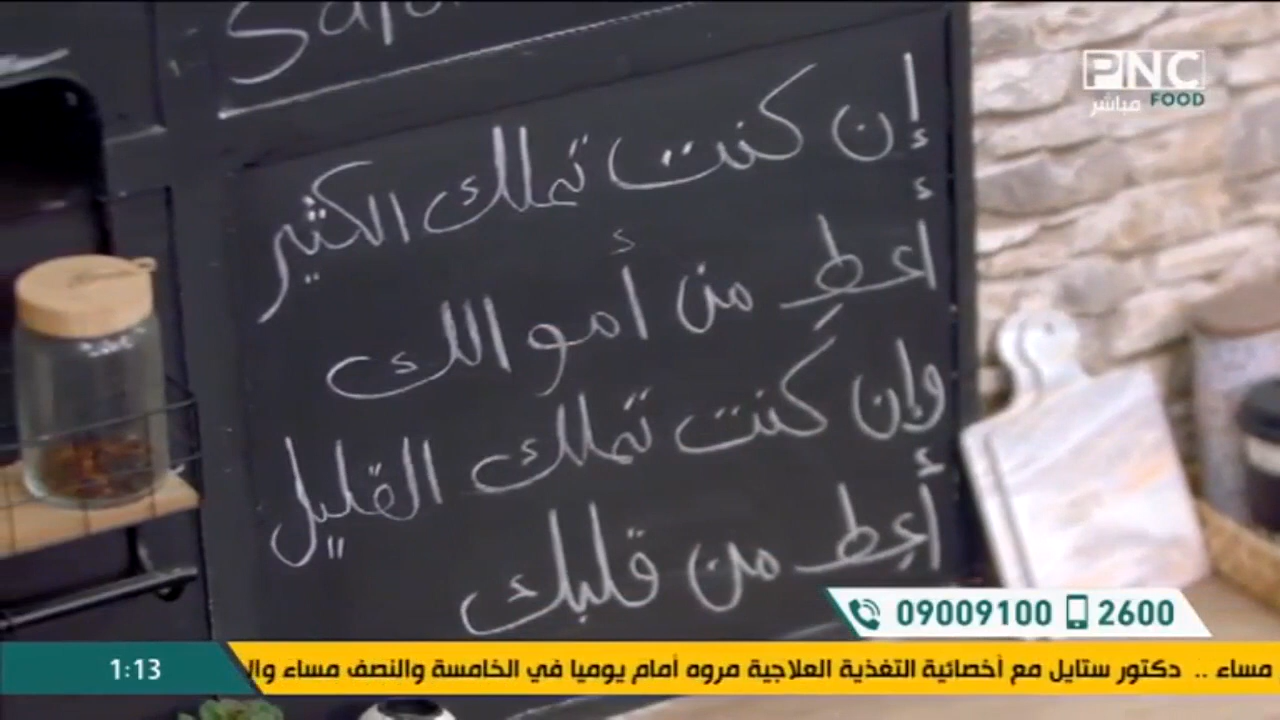 إن كنت تملك الكثير
أعطِ من أموالك
وإن كنت تملك القليل
أعطِ من قلبك
PNC
FOOD مباشر
09009100 2600
مساء .. دكتور ستايل مع أخصائية التغذية العلاجية مروه أمام يوميا في الخامسة والنصف مساء
1:13